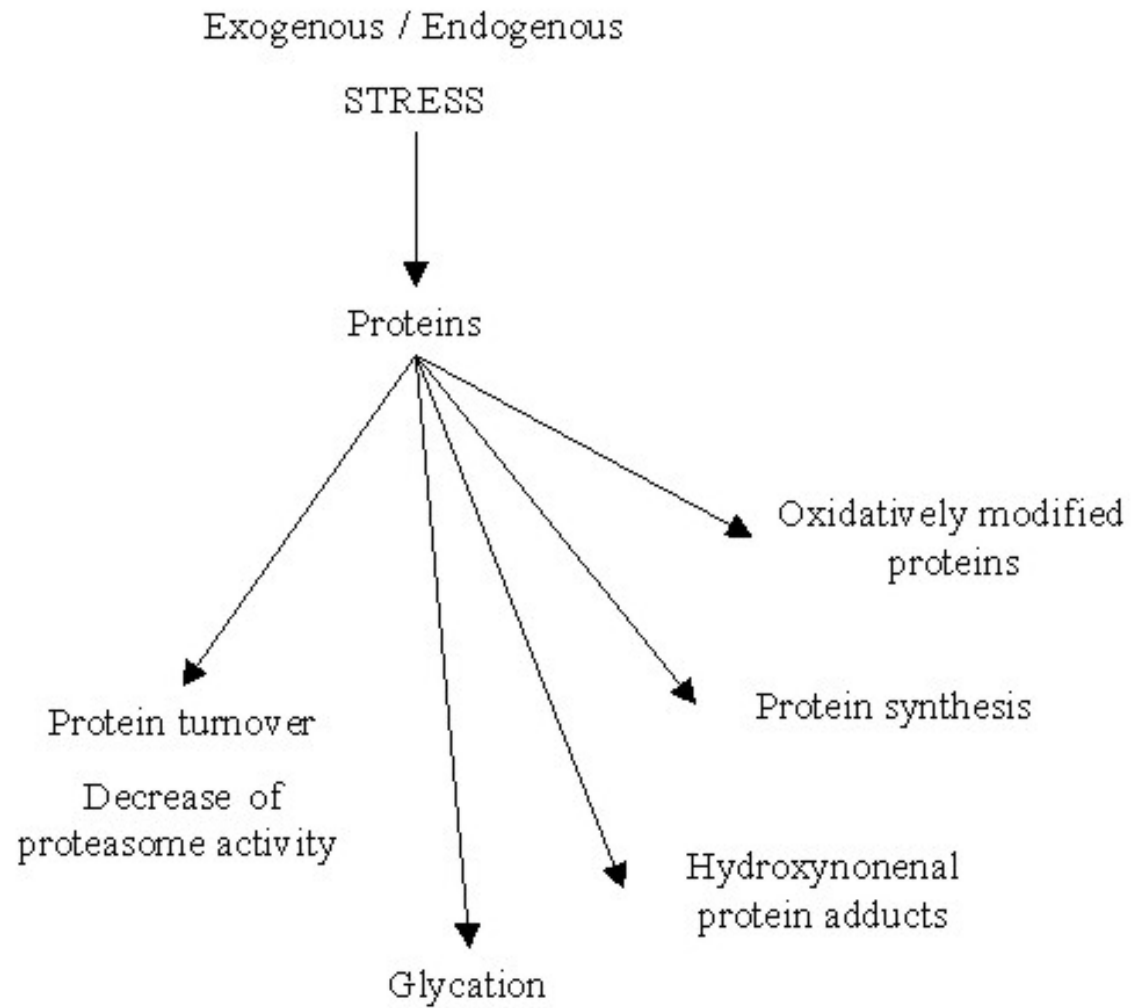 Exogenous / Endogenous
STRESS
Proteins
Oxidatively modified
proteins
Protein synthesis
Protein turnover
Decrease of
proteasome activity
Hydroxynonenal
protein adducts
Glycation